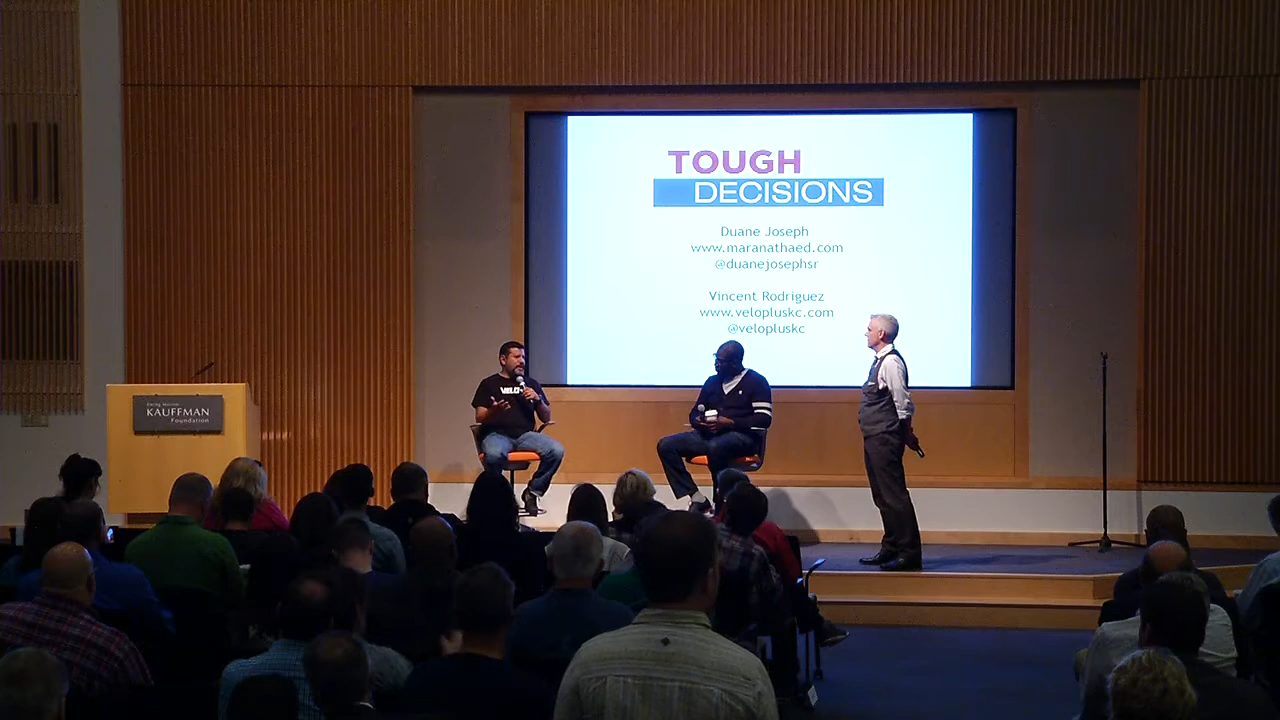 TOUGH
DECISIONS
Duane Joseph
www.maranathaed.com
@duanejosephsr
Vincent Rodriguez
www.velopluskc.com
@velopluskc
KAUFFMAN
Foundation